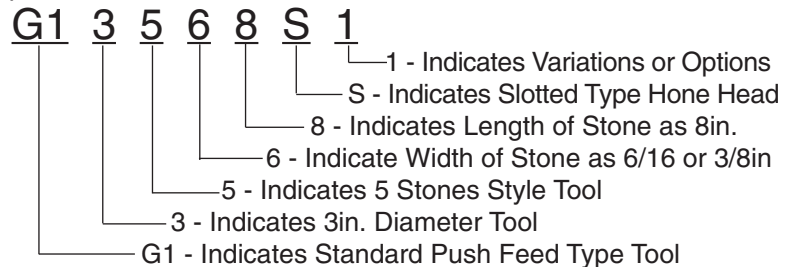 G1 3 5 6 8 S 1
1 - Indicates Variations or Options
S - Indicates Slotted Type Hone Head
8 - Indicates Length of Stone as 8in.
6 - Indicate Width of Stone as 6/16 or 3/8in
5 - Indicates 5 Stones Style Tool
3 - Indicates 3in. Diameter Tool
G1 - Indicates Standard Push Feed Type Tool